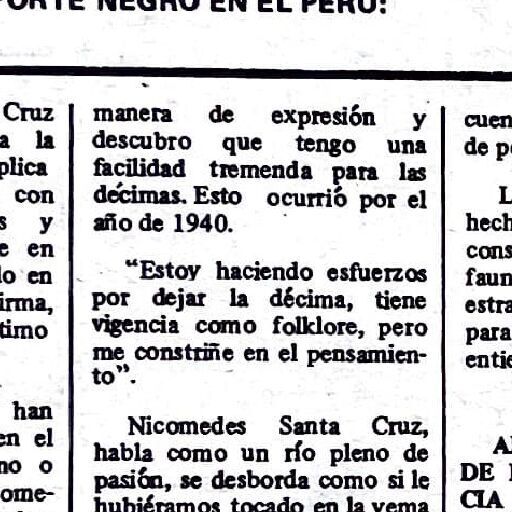 PORTE NEGRO EN EL PERU:
Cruz
a la
plica
con
s y
e en
lo en
irma,
timo
han
en el
no o
ome-
manera de expresión y
descubro que tengo una
facilidad tremenda para las
décimas. Esto ocurrió por el
año de 1940.
“Estoy haciendo esfuerzos
por dejar la décima, tiene
vigencia como folklore, pero
me constriñe en el pensamien-
to”.
Nicomedes Santa Cruz,
habla como un río pleno de
pasión, se desborda como si le
hubiéramos tocado en la yema
cuen
de p
L
hech
cons
faun
estra
para
entie
A
DE
CIA